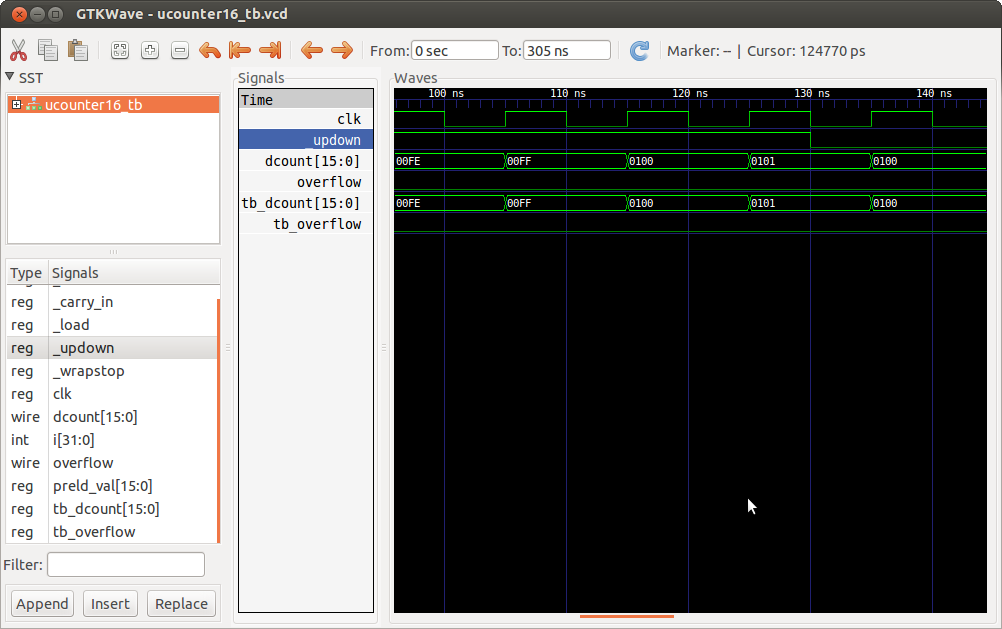 GTKWave - ucounter16_tb.vcd
From: 0 sec To: 305 ns Marker: -- | Cursor: 124770 ps
SST
ucounter16_tb
Type Signals
reg _carry_in
reg _load
reg _updown
reg _wrapstop
reg clk
wire dcount[15:0]
int i[31:0]
wire overflow
reg preld_val[15:0]
reg tb_dcount[15:0]
reg tb_overflow
Filter:
Append Insert Replace
Signals
Time
clk
_updown
dcount[15:0]
overflow
tb_dcount[15:0]
tb_overflow
Waves
100 ns 110 ns 120 ns 130 ns 140 ns
00FE 00FF 0100 0101 0100
00FE 00FF 0100 0101 0100